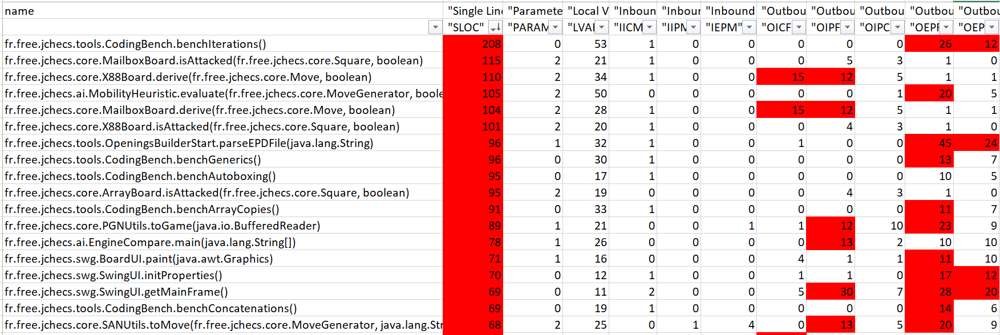 name "Single Line "Paramete "Local V "Inboun "Inboun "Inbound "Outbou "Outbou "Outbou "Outbou "Outbou
"SLOC" "PARAM "LVAR "IICM "IIPM "IEPM" "OICF "OIPF "OIPC "OEPF "OEP
fr.free.jchecs.tools.CodingBench.benchIterations() 208 0 53 1 0 0 0 0 0 26 12
fr.free.jchecs.core.MailboxBoard.isAttacked(fr.free.jchecs.core.Square, boolean) 115 2 21 1 0 0 0 5 3 1 0
fr.free.jchecs.core.X88Board.derive(fr.free.jchecs.core.Move, boolean) 110 2 34 1 0 0 15 12 5 1 1
fr.free.jchecs.ai.MobilityHeuristic.evaluate(fr.free.jchecs.core.MoveGenerator, boole 105 2 50 0 0 0 0 0 1 20 5
fr.free.jchecs.core.MailboxBoard.derive(fr.free.jchecs.core.Move, boolean) 104 2 28 1 0 0 15 12 5 1 1
fr.free.jchecs.core.X88Board.isAttacked(fr.free.jchecs.core.Square, boolean) 101 2 20 1 0 0 0 4 3 1 0
fr.free.jchecs.tools.OpeningsBuilderStart.parseEPDFile(java.lang.String) 96 1 32 1 0 0 1 0 0 45 24
fr.free.jchecs.tools.CodingBench.benchGenerics() 96 0 30 1 0 0 0 0 0 13 7
fr.free.jchecs.tools.CodingBench.benchAutoboxing() 95 0 17 1 0 0 0 0 0 10 5
fr.free.jchecs.core.ArrayBoard.isAttacked(fr.free.jchecs.core.Square, boolean) 95 2 19 0 0 0 0 4 3 1 0
fr.free.jchecs.tools.CodingBench.benchArrayCopies() 91 0 33 1 0 0 0 0 0 11 7
fr.free.jchecs.core.PGNUtils.toGame(java.io.BufferedReader) 89 1 21 0 0 1 1 12 10 23 9
fr.free.jchecs.ai.EngineCompare.main(java.lang.String[]) 78 1 26 0 0 0 0 13 2 10 10
fr.free.jchecs.swg.BoardUI.paint(java.awt.Graphics) 71 1 16 0 0 0 4 1 1 11 10
fr.free.jchecs.swg.SwingUI.initProperties() 70 0 12 1 0 0 1 1 0 17 12
fr.free.jchecs.swg.SwingUI.getMainFrame() 69 0 11 2 0 0 5 30 7 28 20
fr.free.jchecs.tools.CodingBench.benchConcatenations() 69 0 19 1 0 0 0 0 0 14 6
fr.free.jchecs.core.SANUtils.toMove(fr.free.jchecs.core.MoveGenerator, java.lang.Str 68 2 25 0 1 4 0 13 5 20 9